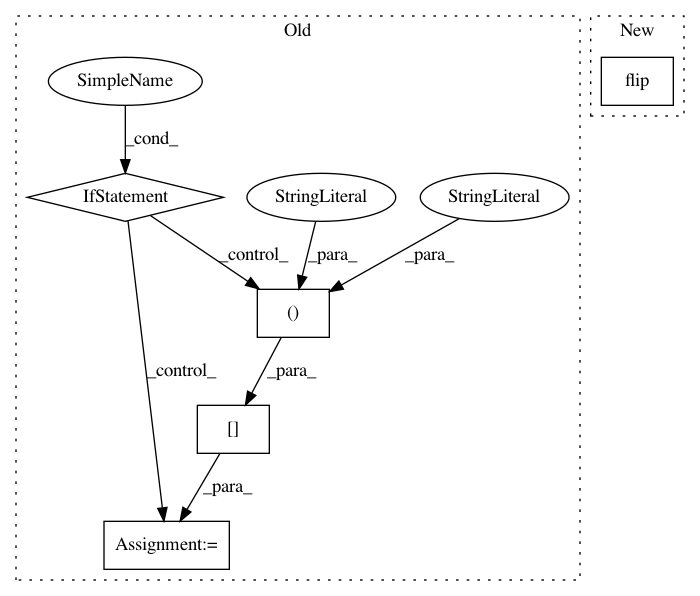 Old
New
SimpleName
flip
_cond_
IfStatement
StringLiteral
StringLiteral
_control_
_para_
_para_
()
_control_
_para_
[]
_para_
Assignment:=